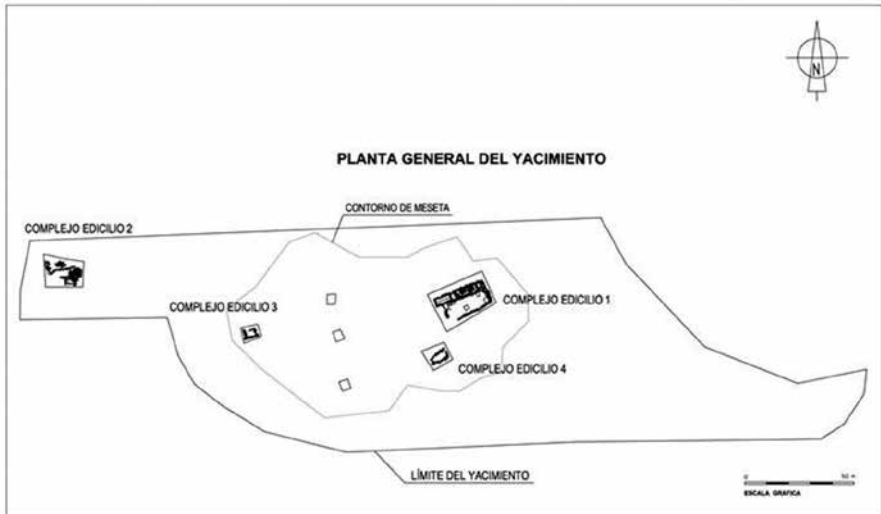 N
PLANTA GENERAL DEL YACIMIENTO
CONTORNO DE MESETA
COMPLEJO EDICILIO 2
COMPLEJO EDICILIO 3
COMPLEJO EDICILIO 1
COMPLEJO EDICILIO 4
LÍMITE DEL YACIMIENTO
0 50 m
ESCALA GRAFICA